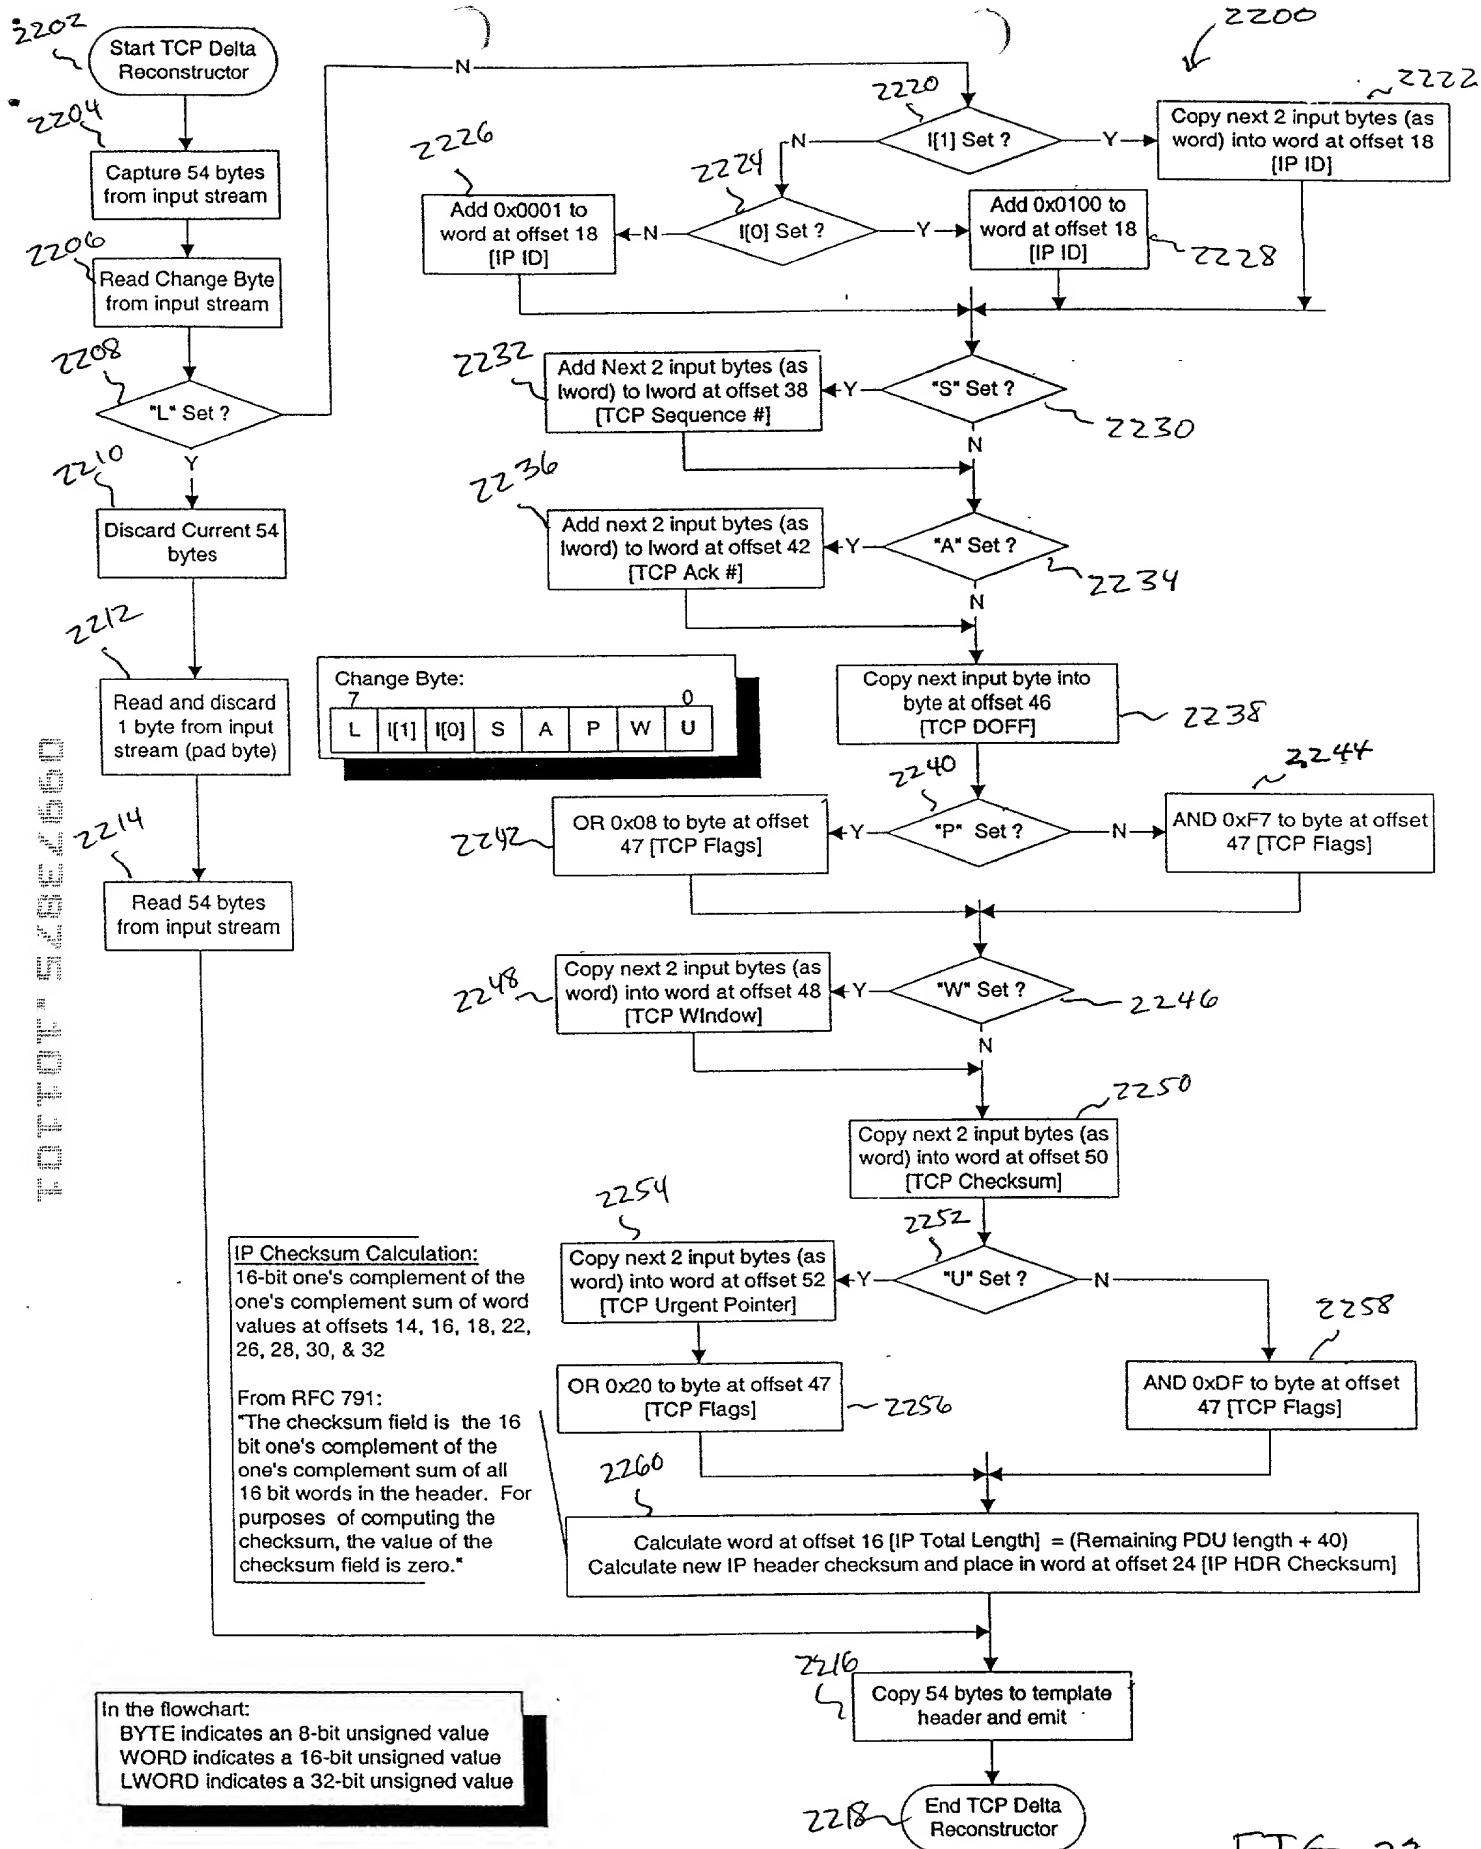 2200
2202
Start TCP Delta
Reconstructor
2204
Capture 54 bytes
from input stream
2206
Read Change Byte
from input stream
2208
"L" Set ?
N
Y
2210
Discard Current 54
bytes
2212
Read and discard
1 byte from input
stream (pad byte)
2214
Read 54 bytes
from input stream
2220
I[1] Set ?
N
Y
2222
Copy next 2 input bytes (as
word) into word at offset 18
[IP ID]
2224
I[0] Set ?
N
Y
2226
Add 0x0001 to
word at offset 18
[IP ID]
Add 0x0100 to
word at offset 18
[IP ID]
2228
2232
Add Next 2 input bytes (as
lword) to lword at offset 38
[TCP Sequence #]
Y
"S" Set ?
2230
N
2236
Add next 2 input bytes (as
lword) to lword at offset 42
[TCP Ack #]
Y
"A" Set ?
2234
N
Change Byte:
7
0
L I[1] I[0] S A P W U
Copy next input byte into
byte at offset 46
[TCP DOFF]
2238
2240
"P" Set ?
Y
N
2242
OR 0x08 to byte at offset
47 [TCP Flags]
2244
AND 0xF7 to byte at offset
47 [TCP Flags]
2248
Copy next 2 input bytes (as
word) into word at offset 48
[TCP WIndow]
Y
"W" Set ?
2246
N
2250
Copy next 2 input bytes (as
word) into word at offset 50
[TCP Checksum]
2252
"U" Set ?
Y
N
2254
Copy next 2 input bytes (as
word) into word at offset 52
[TCP Urgent Pointer]
OR 0x20 to byte at offset 47
[TCP Flags]
2256
2258
AND 0xDF to byte at offset
47 [TCP Flags]
IP Checksum Calculation:
16-bit one's complement of the
one's complement sum of word
values at offsets 14, 16, 18, 22,
26, 28, 30, & 32
From RFC 791:
"The checksum field is the 16
bit one's complement of the
one's complement sum of all
16 bit words in the header. For
purposes of computing the
checksum, the value of the
checksum field is zero."
2260
Calculate word at offset 16 [IP Total Length] = (Remaining PDU length + 40)
Calculate new IP header checksum and place in word at offset 24 [IP HDR Checksum]
2216
Copy 54 bytes to template
header and emit
2218
End TCP Delta
Reconstructor
In the flowchart:
BYTE indicates an 8-bit unsigned value
WORD indicates a 16-bit unsigned value
LWORD indicates a 32-bit unsigned value